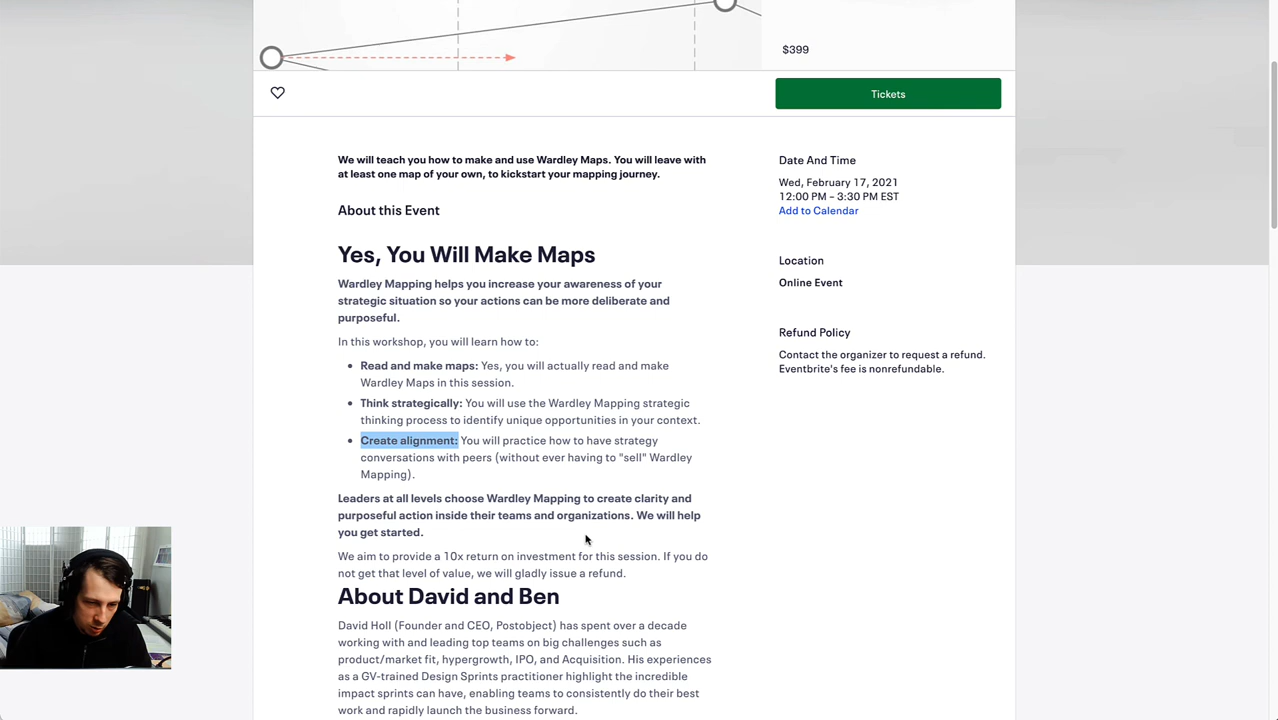 $399
Tickets
We will teach you how to make and use Wardley Maps. You will leave with
at least one map of your own, to kickstart your mapping journey.
About this Event
Yes, You Will Make Maps
Wardley Mapping helps you increase your awareness of your
strategic situation so your actions can be more deliberate and
purposeful.
In this workshop, you will learn how to:
• Read and make maps: Yes, you will actually read and make
Wardley Maps in this session.
• Think strategically: You will use the Wardley Mapping strategic
thinking process to identify unique opportunities in your context.
• Create alignment: You will practice how to have strategy
conversations with peers (without ever having to "sell" Wardley
Mapping).
Leaders at all levels choose Wardley Mapping to create clarity and
purposeful action inside their teams and organizations. We will help
you get started.
We aim to provide a 10x return on investment for this session. If you do
not get that level of value, we will gladly issue a refund.
About David and Ben
David Holl (Founder and CEO, Postobject) has spent over a decade
working with and leading top teams on big challenges such as
product/market fit, hypergrowth, IPO, and Acquisition. His experiences
as a GV-trained Design Sprints practitioner highlight the incredible
impact sprints can have, enabling teams to consistently do their best
work and rapidly launch the business forward.
Date And Time
Wed, February 17, 2021
12:00 PM – 3:30 PM EST
Add to Calendar
Location
Online Event
Refund Policy
Contact the organizer to request a refund.
Eventbrite's fee is nonrefundable.